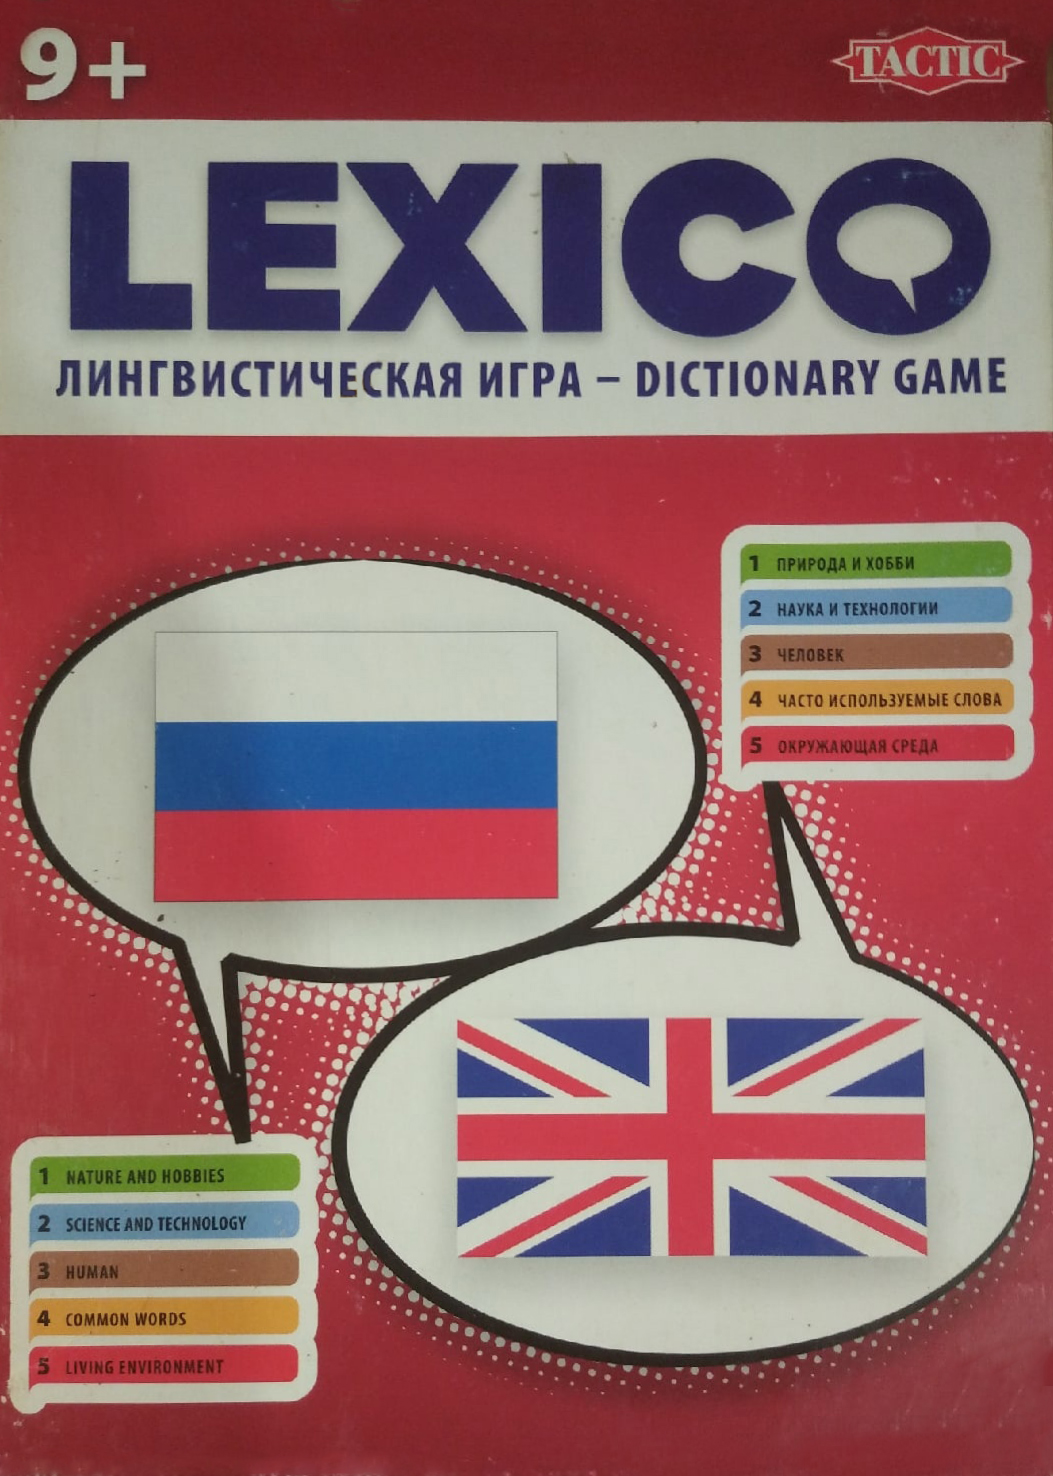 9+
TACTIC
LEXICO
ЛИНГВИСТИЧЕСКАЯ ИГРА – DICTIONARY GAME
1 ПРИРОДА И ХОББИ
2 НАУКА И ТЕХНОЛОГИИ
3 ЧЕЛОВЕК
4 ЧАСТО ИСПОЛЬЗУЕМЫЕ СЛОВА
5 ОКРУЖАЮЩАЯ СРЕДА
1 NATURE AND HOBBIES
2 SCIENCE AND TECHNOLOGY
3 HUMAN
4 COMMON WORDS
5 LIVING ENVIRONMENT